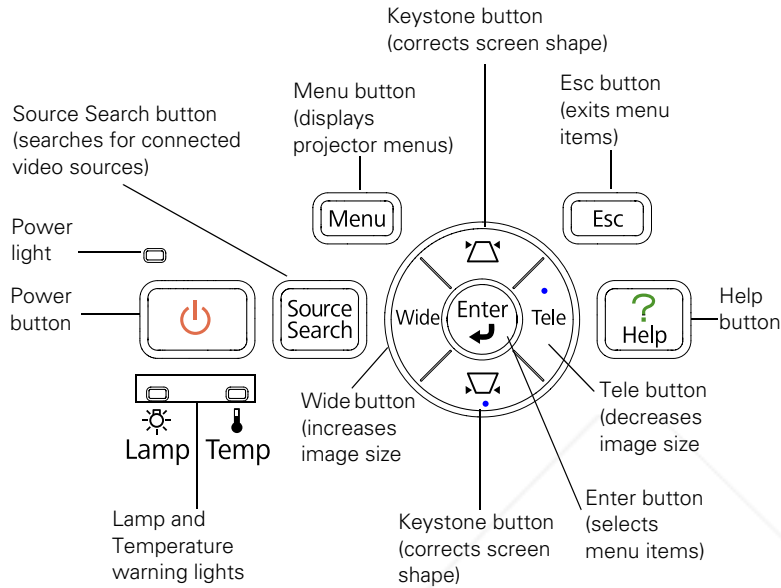 Keystone button
(corrects screen shape)
Menu button
(displays
projector menus)
Esc button
(exits menu
items)
Source Search button
(searches for connected
video sources)
Menu
Esc
Power
light
Power
button
Source
Search
Wide
Enter
Tele
?
Help
Help
button
Lamp
Temp
Wide button
(increases
image size
Tele button
(decreases
image size
Lamp and
Temperature
warning lights
Keystone button
(corrects screen
shape)
Enter button
(selects
menu items)